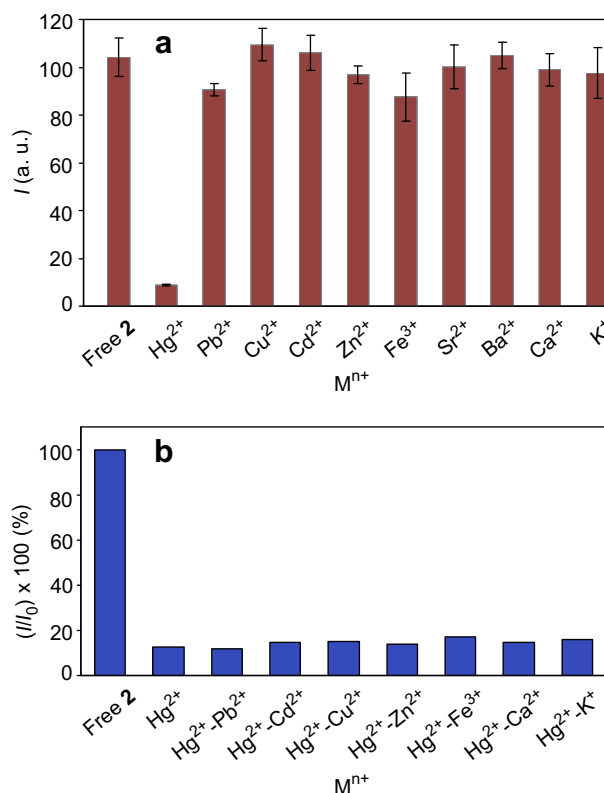 a
120
100
80
60
40
20
0
I (a. u.)
Free 2
Hg²⁺
Pb²⁺
Cu²⁺
Cd²⁺
Zn²⁺
Fe³⁺
Sr²⁺
Ba²⁺
Ca²⁺
K⁺
Mⁿ⁺
b
100
80
60
40
20
0
(I/I₀) x 100 (%)
Free 2
Hg²⁺
Hg²⁺-Pb²⁺
Hg²⁺-Cd²⁺
Hg²⁺-Cu²⁺
Hg²⁺-Zn²⁺
Hg²⁺-Fe³⁺
Hg²⁺-Ca²⁺
Hg²⁺-K⁺
Mⁿ⁺